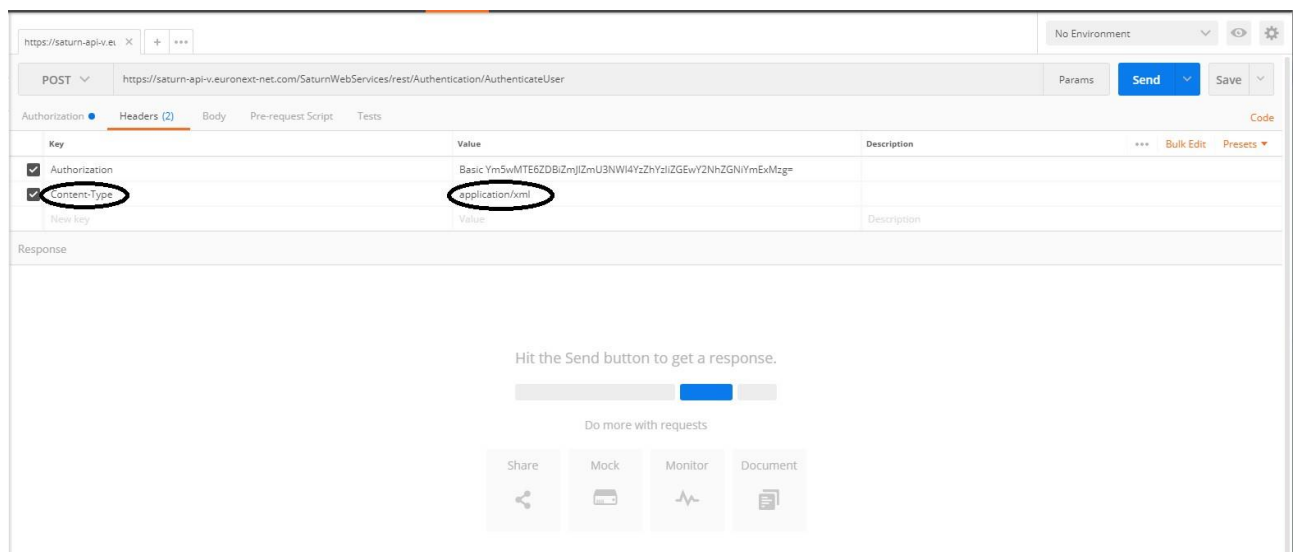 https://saturn-api-v.eu
No Environment
POST https://saturn-api-v.euronext-net.com/SaturnWebServices/rest/Authentication/AuthenticateUser Params Send Save
Authorization Headers (2) Body Pre-request Script Tests Code
Key Value Description Bulk Edit Presets
Authorization Basic
Content-Type application/xml
New key Value Description
Response
Hit the Send button to get a response.
Do more with requests
Share Mock Monitor Document